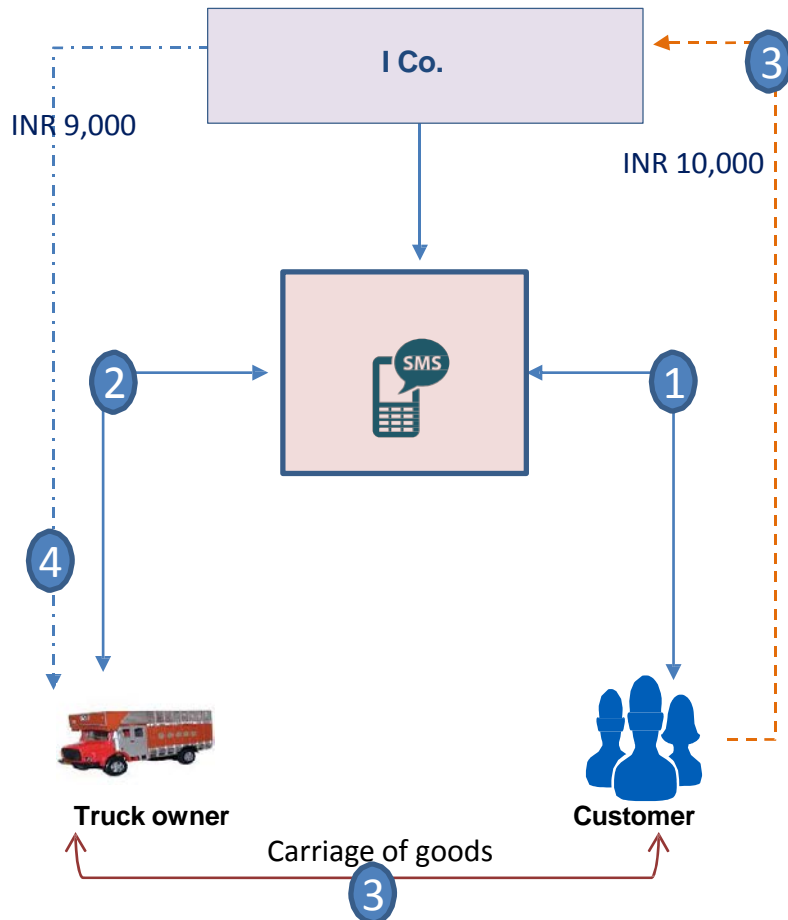 I Co.
3
INR 9,000
INR 10,000
SMS
2
1
4
Truck owner
Customer
Carriage of goods
3